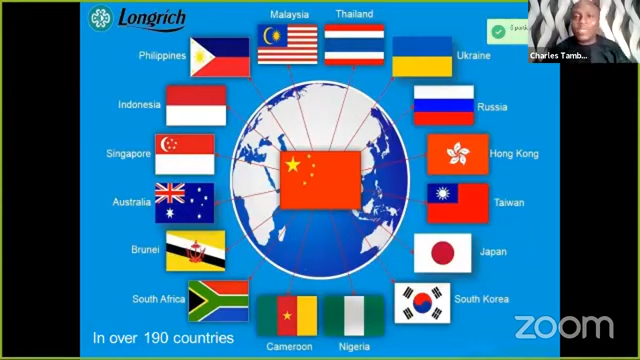 Longrich
Malaysia
Thailand
Philippines
Ukraine
Charles Tamb...
Indonesia
Russia
Singapore
Hong Kong
Australia
Taiwan
Brunei
Japan
South Africa
South Korea
Cameroon
Nigeria
In over 190 countries
zoom